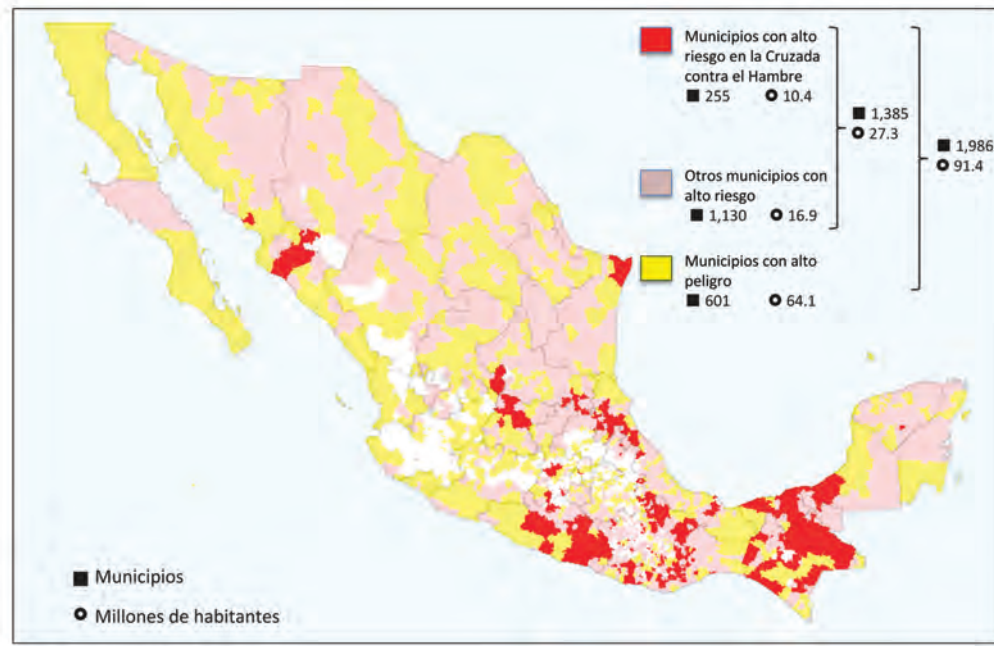 Municipios con alto
riesgo en la Cruzada
contra el Hambre
■ 255 O 10.4
Otros municipios con
alto riesgo
■ 1,130 O 16.9
Municipios con alto
peligro
■ 601 O 64.1
■ 1,385
O 27.3
■ 1,986
O 91.4
■ Municipios
O Millones de habitantes